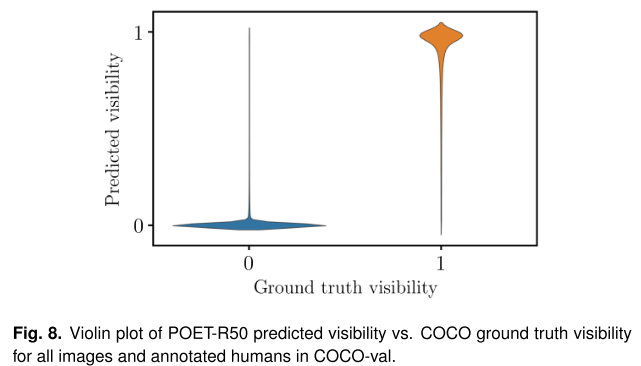 1
0
Predicted visibility
0
1
Ground truth visibility
Fig. 8. Violin plot of POET-R50 predicted visibility vs. COCO ground truth visibility
for all images and annotated humans in COCO-val.